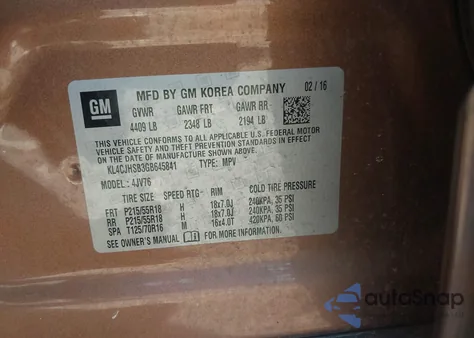 GM
MFD BY GM KOREA COMPANY 02/16
GVWR GAWR FRT GAWR RR
4409 LB 2348 LB 2194 LB
THIS VEHICLE CONFORMS TO ALL APPLICABLE U.S. FEDERAL MOTOR
VEHICLE SAFETY, BUMPER, AND THEFT PREVENTION STANDARDS IN
EFFECT ON THE DATE OF MANUFACTURE SHOWN ABOVE.
KL4CJHSB3GB645841 TYPE: MPV
MODEL: 4JV76
TIRE SIZE SPEED RTG RIM COLD TIRE PRESSURE
FRT P215/55R18 H 18x7.0J 240KPA, 35 PSI
RR P215/55R18 H 18x7.0J 240KPA, 35 PSI
SPA T125/70R16 M 16x4.0T 420KPA, 60 PSI
SEE OWNER'S MANUAL FOR MORE INFORMATION.
autoSnap